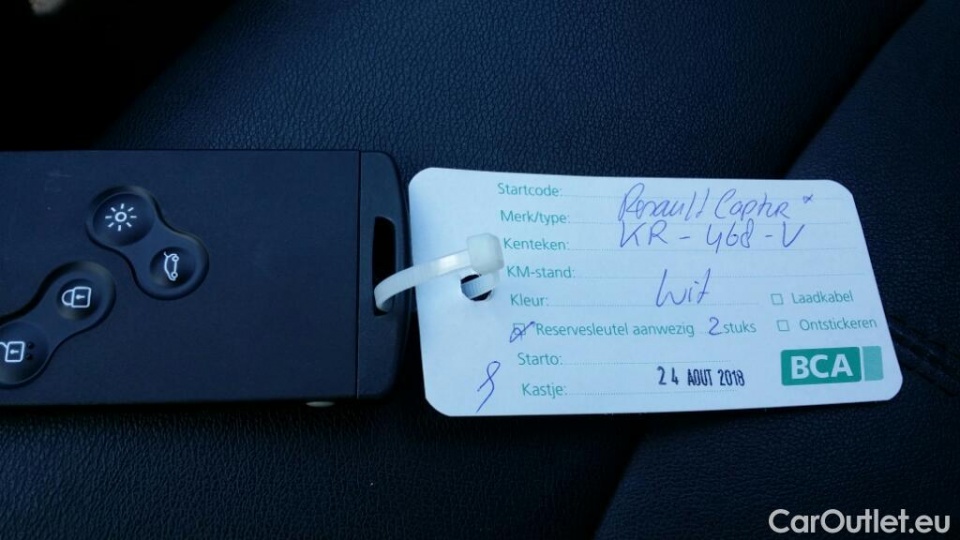 Startcode:
Merk/type: Renault Captur *
Kenteken: KR-468-V
KM-stand:
Kleur: Wit
Laadkabel
Reservesleutel aanwezig 2 stuks
Ontstickeren
Starto:
Kastje: 24 AOUT 2018
BCA
CarOutlet.eu